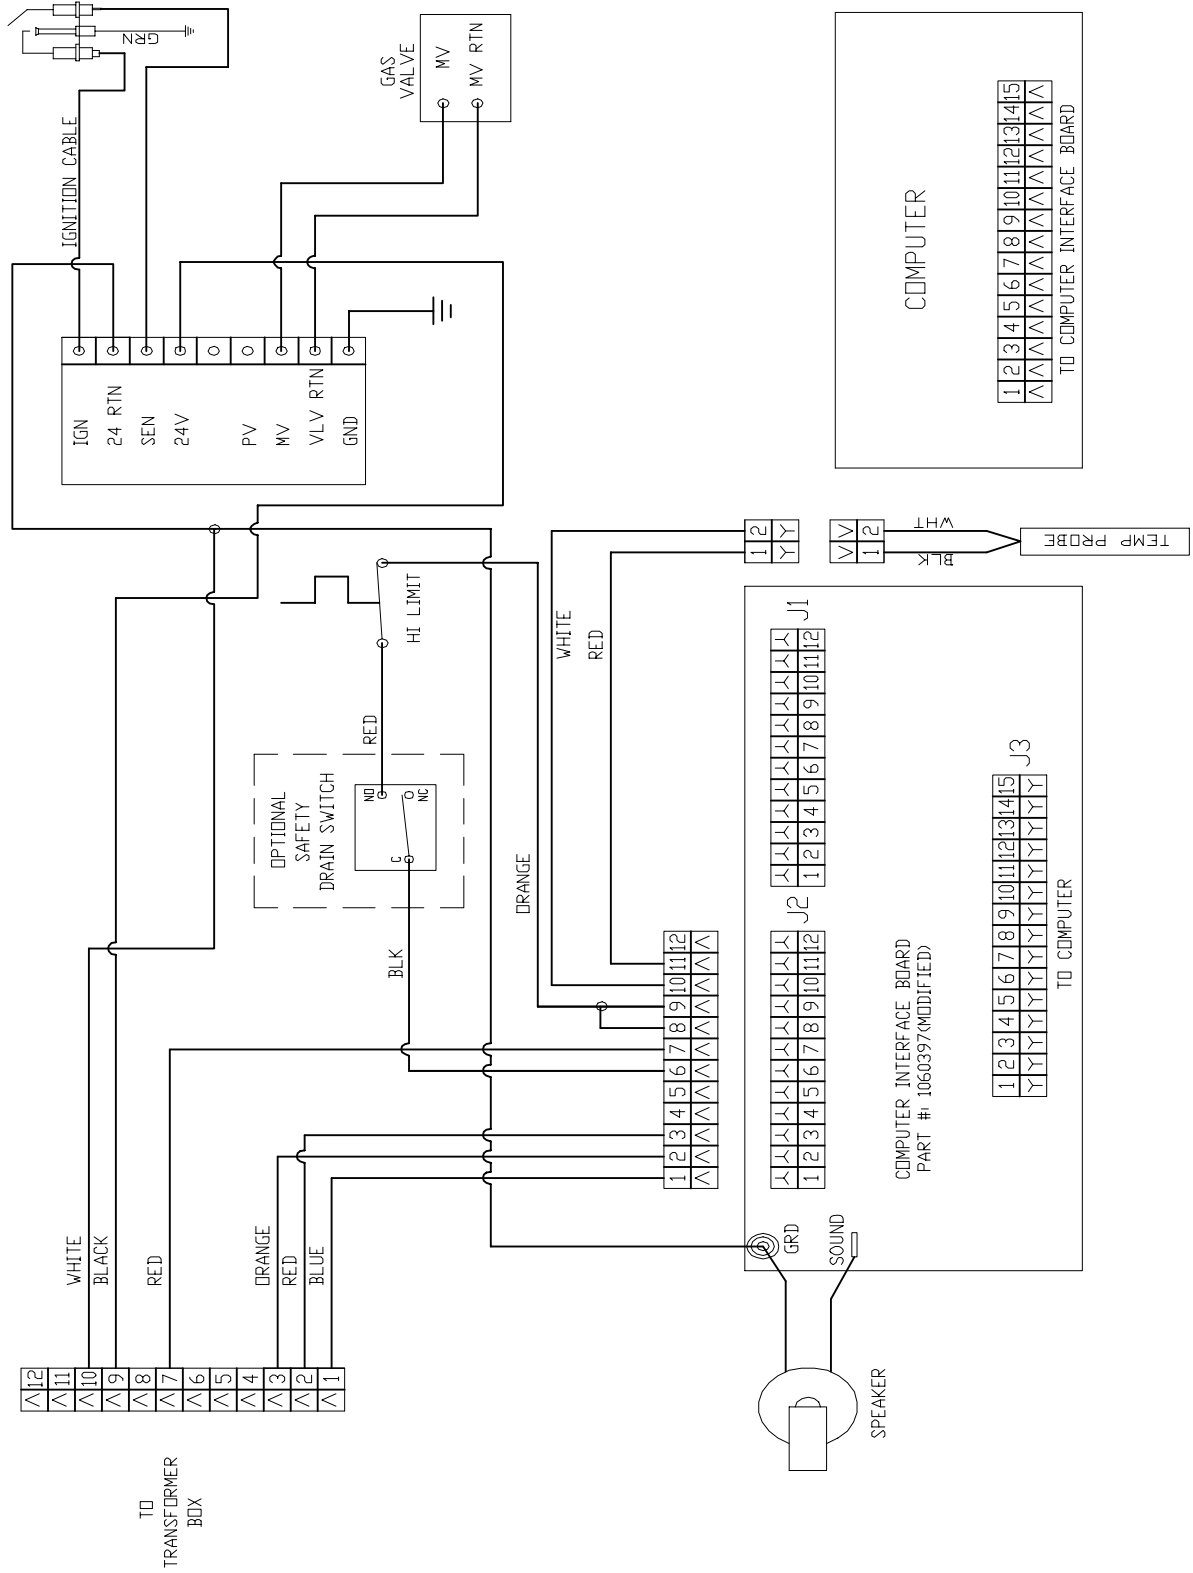 GRN
IGNITION CABLE
GAS
VALVE
MV
MV RTN
IGN
24 RTN
SEN
24V
PV
MV
VLV RTN
GND
COMPUTER
1 2 3 4 5 6 7 8 9 10 11 12 13 14 15
TO COMPUTER INTERFACE BOARD
HI LIMIT
RED
OPTIONAL
SAFETY
DRAIN SWITCH
NO
NC
C
BLK
ORANGE
WHITE
RED
1 2
1 2
WHT
BLK
TEMP PROBE
J1
1 2 3 4 5 6 7 8 9 10 11 12
J2
1 2 3 4 5 6 7 8 9 10 11 12
1 2 3 4 5 6 7 8 9 10 11 12
J3
1 2 3 4 5 6 7 8 9 10 11 12 13 14 15
TO COMPUTER
COMPUTER INTERFACE BOARD
PART #: 1060397(MODIFIED)
GRD
SOUND
SPEAKER
WHITE
BLACK
RED
ORANGE
RED
BLUE
12
11
10
9
8
7
6
5
4
3
2
1
TO
TRANSFORMER
BOX